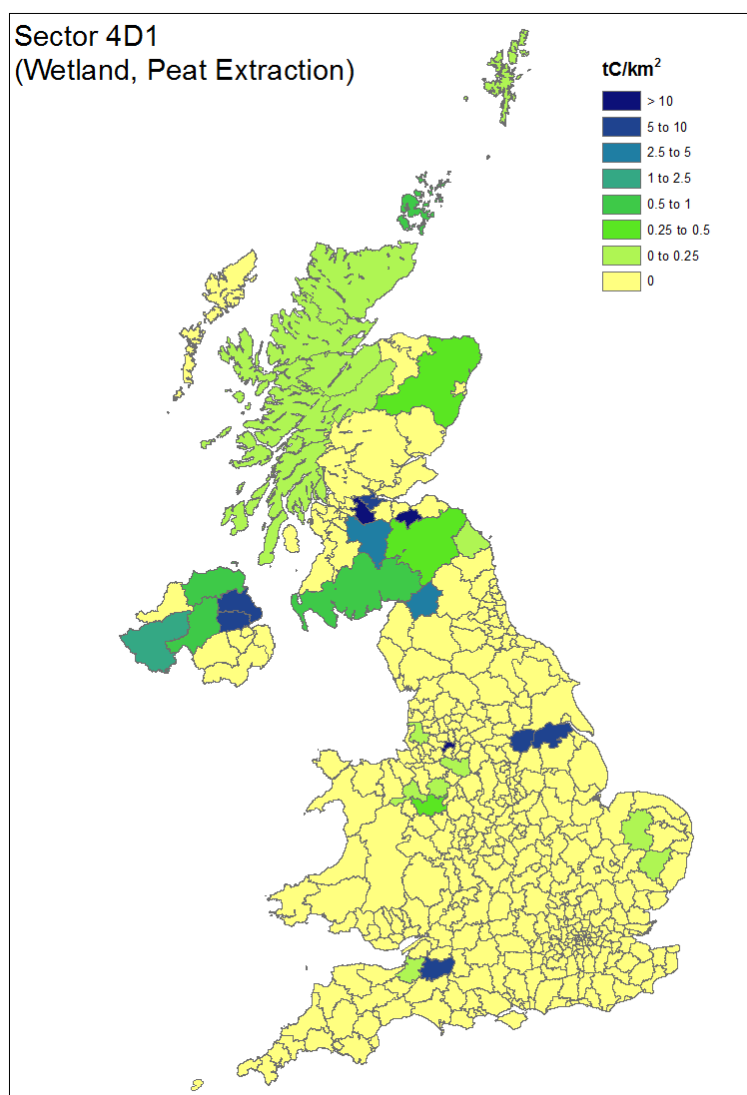 Sector 4D1
(Wetland, Peat Extraction)
tC/km²
> 10
5 to 10
2.5 to 5
1 to 2.5
0.5 to 1
0.25 to 0.5
0 to 0.25
0